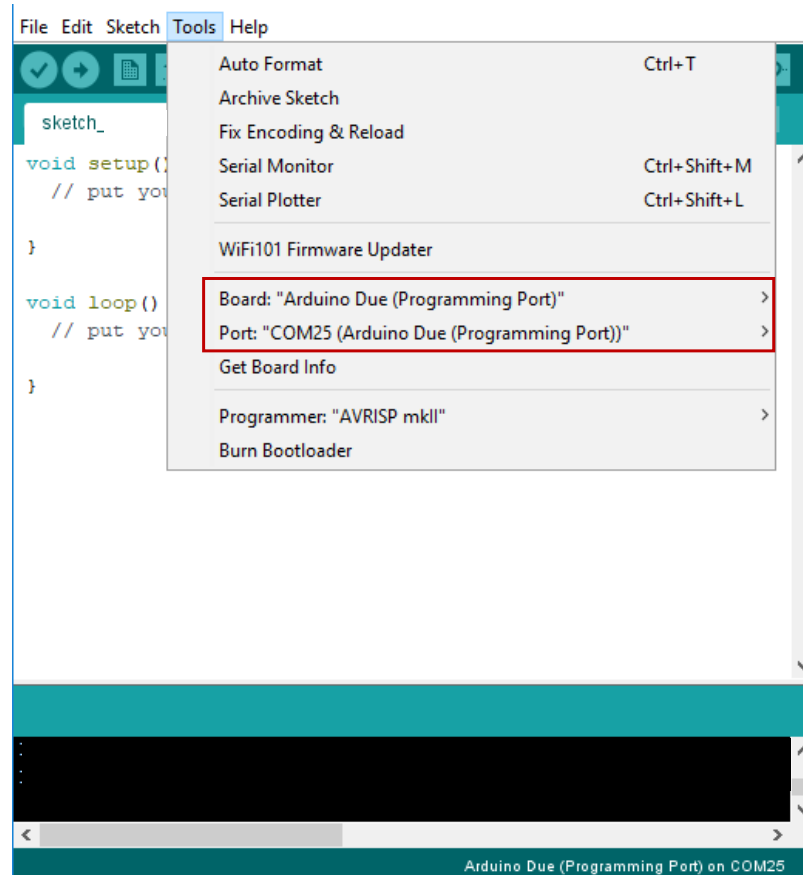 File Edit Sketch Tools Help
Auto Format Ctrl+T
Archive Sketch
sketch_
Fix Encoding & Reload
void setup()
Serial Monitor Ctrl+Shift+M
// put you
Serial Plotter Ctrl+Shift+L
}
WiFi101 Firmware Updater
void loop()
Board: "Arduino Due (Programming Port)"
// put you
Port: "COM25 (Arduino Due (Programming Port))"
Get Board Info
}
Programmer: "AVRISP mkII"
Burn Bootloader
:
:
Arduino Due (Programming Port) on COM25